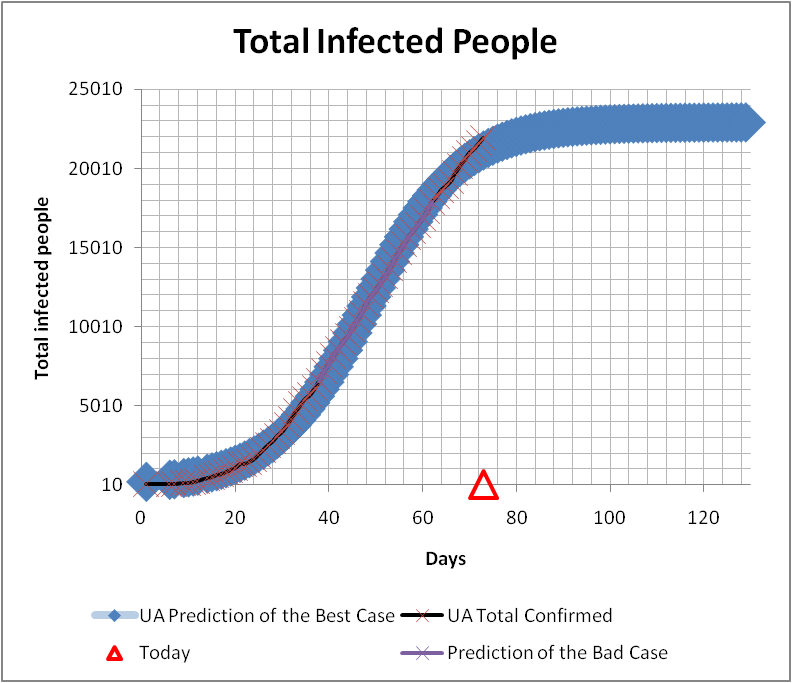 Total Infected People
25010
20010
15010
10010
5010
10
Total infected people
0 20 40 60 80 100 120
Days
UA Prediction of the Best Case UA Total Confirmed
Today Prediction of the Bad Case